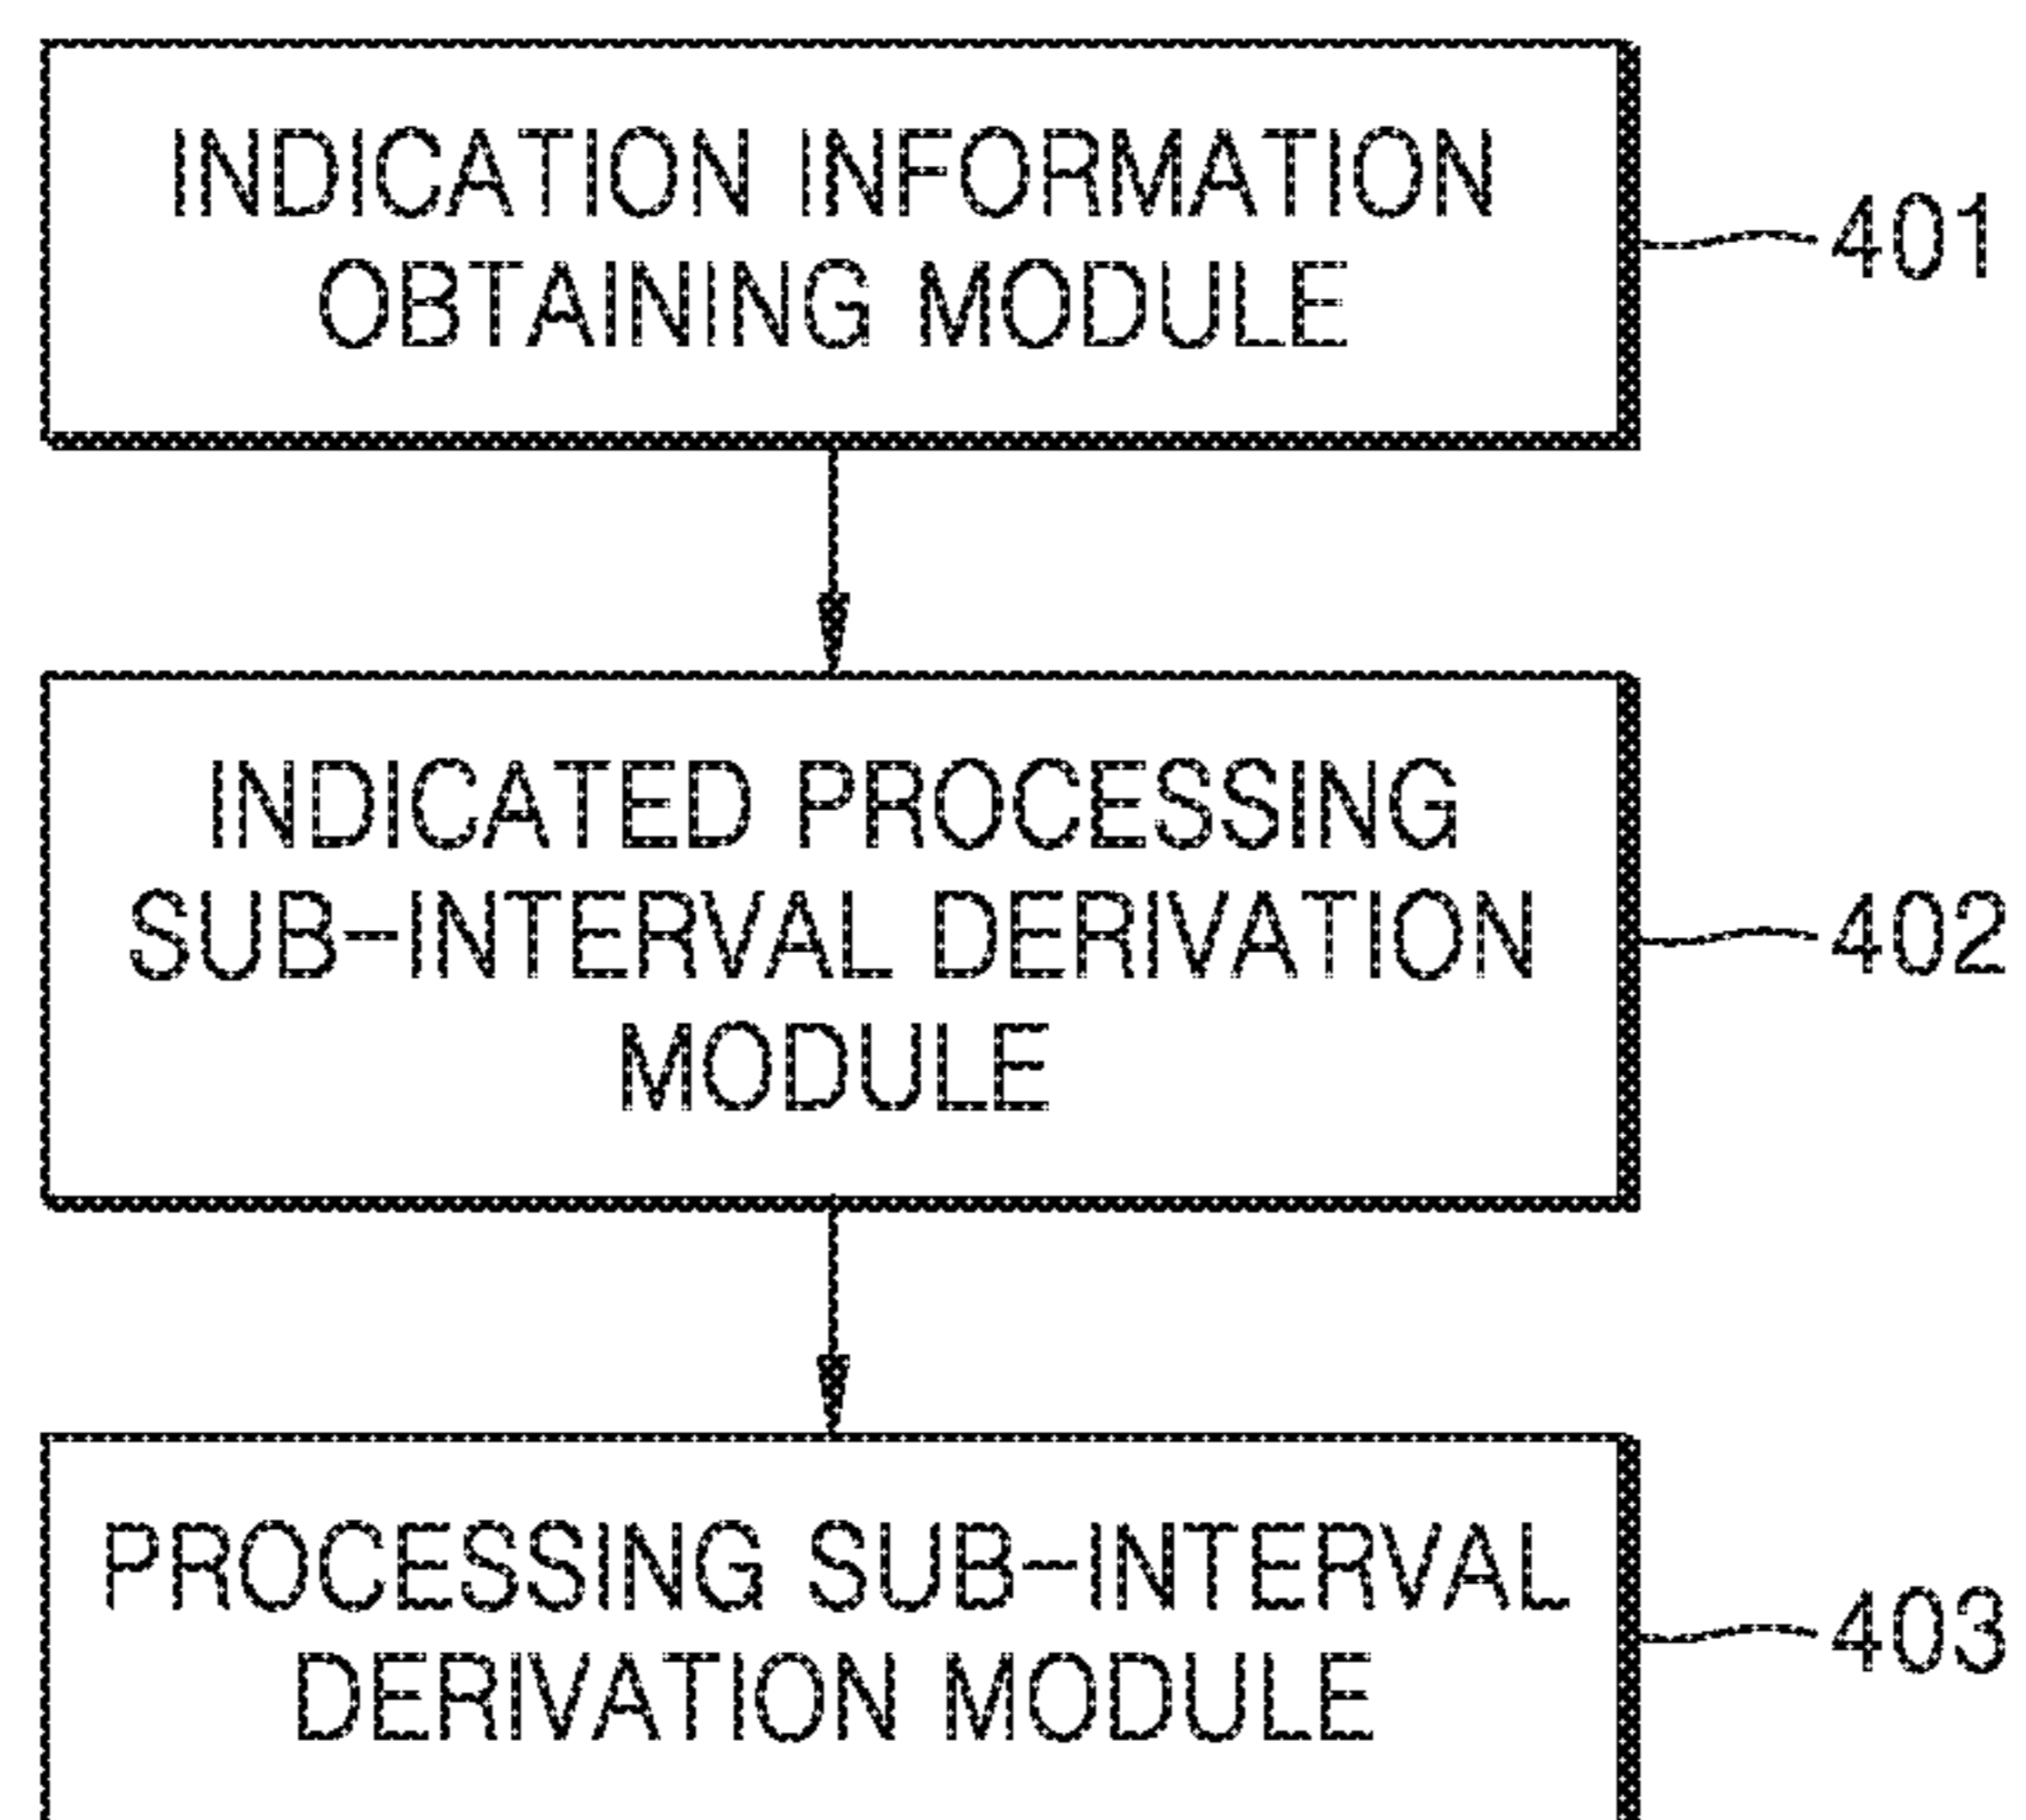 INDICATION INFORMATION
OBTAINING MODULE
401
INDICATED PROCESSING
SUB-INTERVAL DERIVATION
MODULE
402
PROCESSING SUB-INTERVAL
DERIVATION MODULE
403